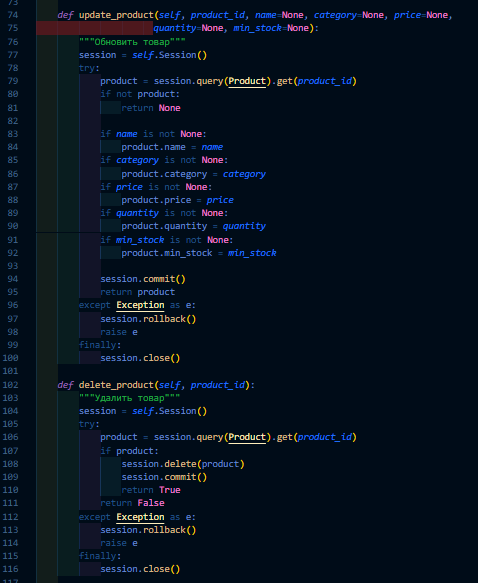 73
74 def update_product(self, product_id, name=None, category=None, price=None,
75 quantity=None, min_stock=None):
76 """Обновить товар"""
77 session = self.Session()
78 try:
79 product = session.query(Product).get(product_id)
80 if not product:
81 return None
82
83 if name is not None:
84 product.name = name
85 if category is not None:
86 product.category = category
87 if price is not None:
88 product.price = price
89 if quantity is not None:
90 product.quantity = quantity
91 if min_stock is not None:
92 product.min_stock = min_stock
93
94 session.commit()
95 return product
96 except Exception as e:
97 session.rollback()
98 raise e
99 finally:
100 session.close()
101
102 def delete_product(self, product_id):
103 """Удалить товар"""
104 session = self.Session()
105 try:
106 product = session.query(Product).get(product_id)
107 if product:
108 session.delete(product)
109 session.commit()
110 return True
111 return False
112 except Exception as e:
113 session.rollback()
114 raise e
115 finally:
116 session.close()
117